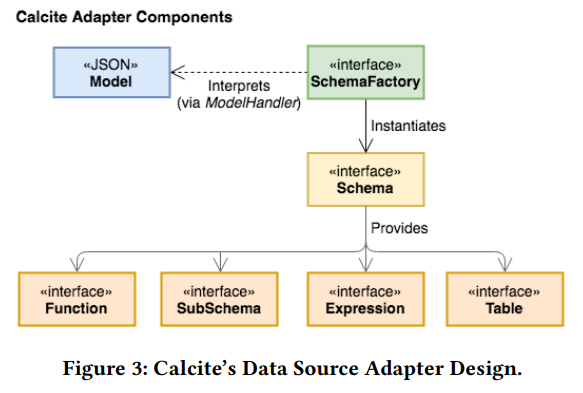 Calcite Adapter Components
«JSON»
Model
Interprets
(via ModelHandler)
«interface»
SchemaFactory
Instantiates
«interface»
Schema
Provides
«interface»
Function
«interface»
SubSchema
«interface»
Expression
«interface»
Table
Figure 3: Calcite's Data Source Adapter Design.